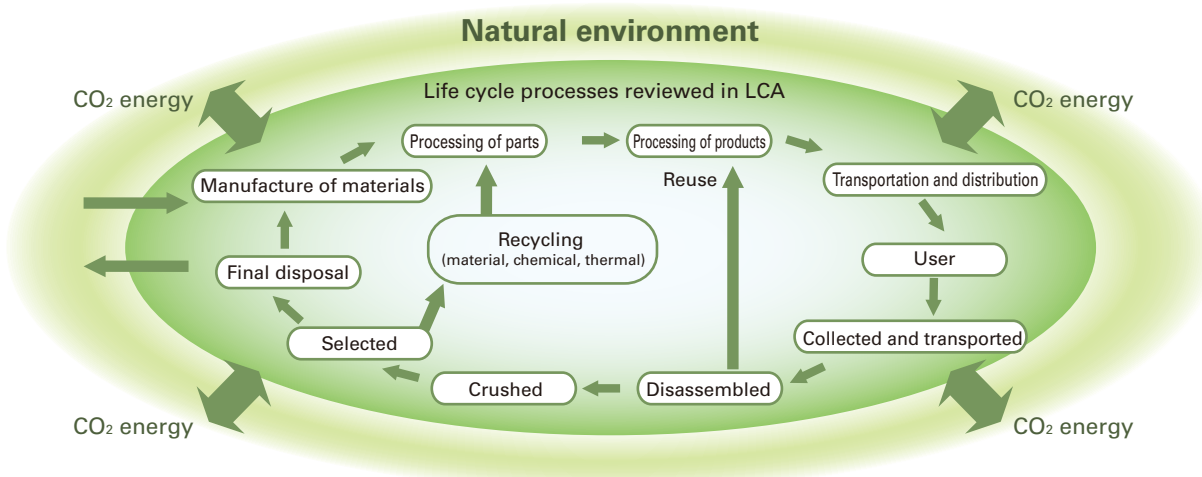 Natural environment
CO₂ energy
CO₂ energy
Life cycle processes reviewed in LCA
Processing of parts
Processing of products
Manufacture of materials
Reuse
Transportation and distribution
Recycling
(material, chemical, thermal)
Final disposal
User
Selected
Collected and transported
Crushed
Disassembled
CO₂ energy
CO₂ energy